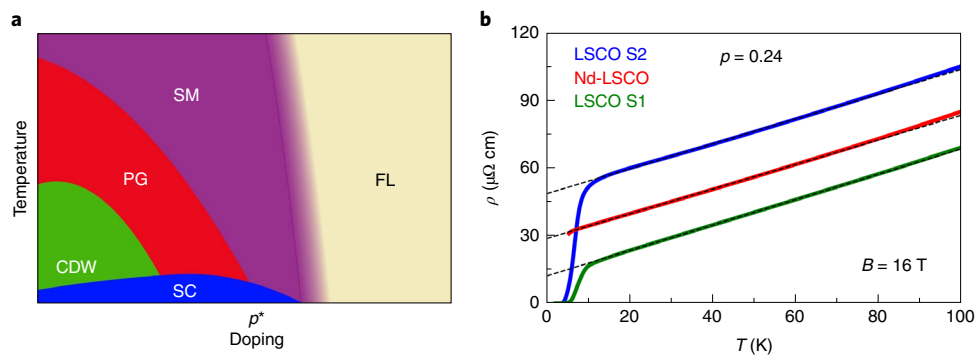 a
Temperature
SM
PG
FL
CDW
SC
p*
Doping
b
ρ (μΩ cm)
120
90
60
30
0
LSCO S2
Nd-LSCO
LSCO S1
p = 0.24
B = 16 T
0 20 40 60 80 100
T (K)